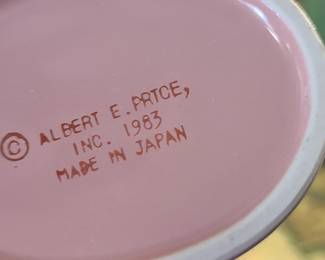 © ALBERT E. PRICE,
INC. 1983
MADE IN JAPAN